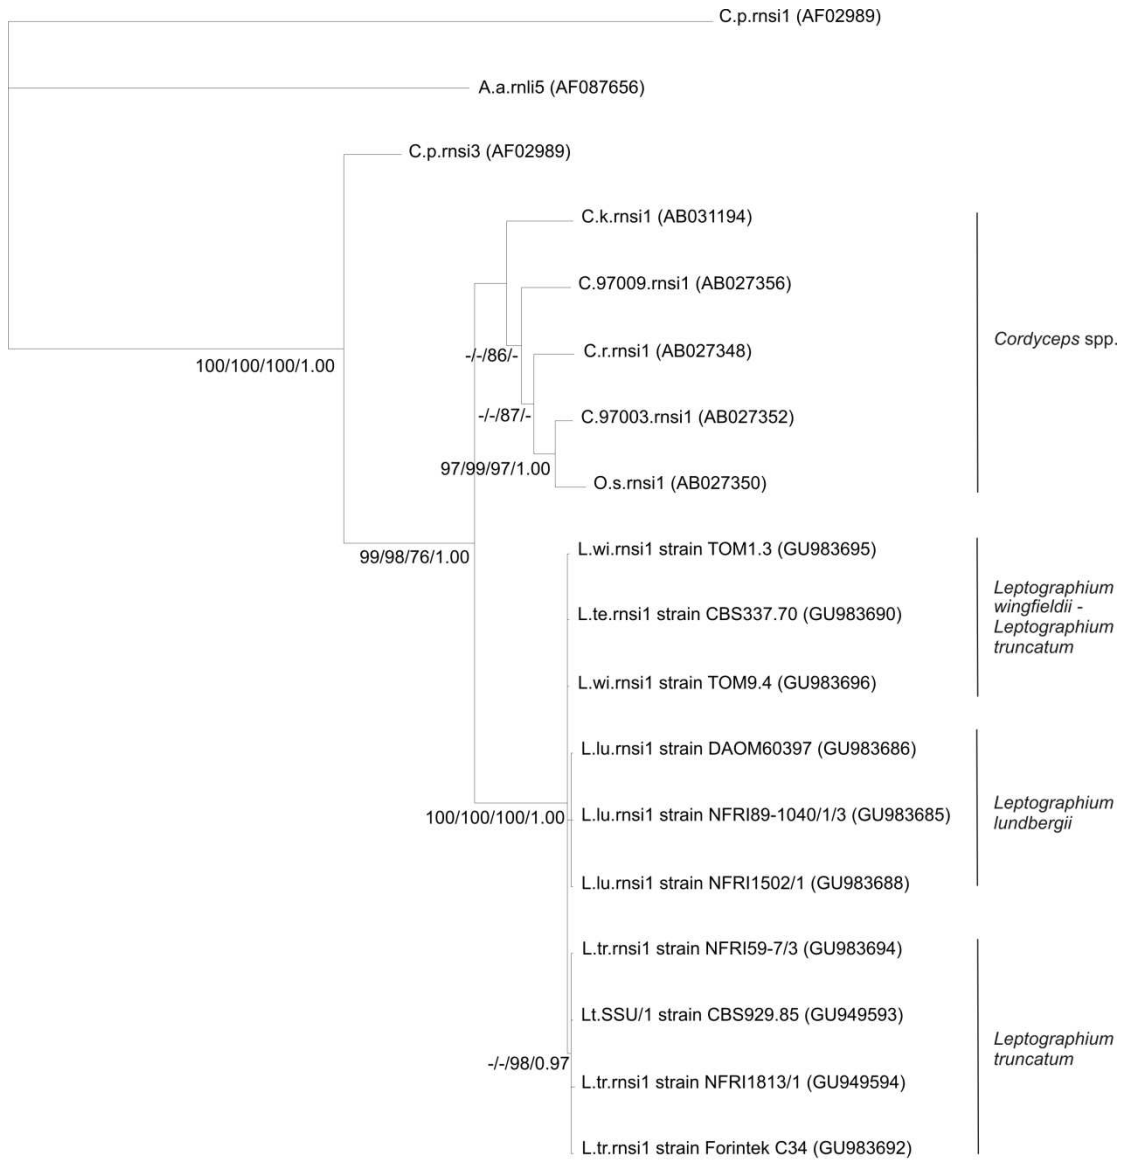 C.p.rnsi1 (AF02989)
A.a.rnli5 (AF087656)
C.p.rnsi3 (AF02989)
C.k.rnsi1 (AB031194)
C.97009.rnsi1 (AB027356)
Cordyceps spp.
-/-/86/-
C.r.rnsi1 (AB027348)
100/100/100/1.00
-/-/87/-
C.97003.rnsi1 (AB027352)
97/99/97/1.00
O.s.rnsi1 (AB027350)
99/98/76/1.00
L.wi.rnsi1 strain TOM1.3 (GU983695)
L.te.rnsi1 strain CBS337.70 (GU983690)
L.wi.rnsi1 strain TOM9.4 (GU983696)
Leptographium
wingfieldii -
Leptographium
truncatum
L.lu.rnsi1 strain DAOM60397 (GU983686)
100/100/100/1.00
L.lu.rnsi1 strain NFRI89-1040/1/3 (GU983685)
L.lu.rnsi1 strain NFRI1502/1 (GU983688)
Leptographium
lundbergii
L.tr.rnsi1 strain NFRI59-7/3 (GU983694)
Lt.SSU/1 strain CBS929.85 (GU949593)
-/-/98/0.97
L.tr.rnsi1 strain NFRI1813/1 (GU949594)
L.tr.rnsi1 strain Forintek C34 (GU983692)
Leptographium
truncatum